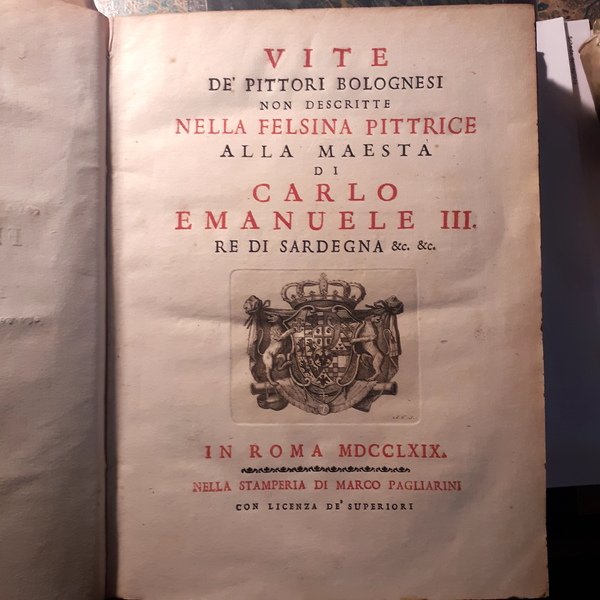 VITE
DE' PITTORI BOLOGNESI
NON DESCRITTE
NELLA FELSINA PITTRICE
ALLA MAESTÀ
DI
CARLO
EMANUELE III.
RE DI SARDEGNA &c. &c.
IN ROMA MDCCLXIX.
NELLA STAMPERIA DI MARCO PAGLIARINI
CON LICENZA DE' SUPERIORI